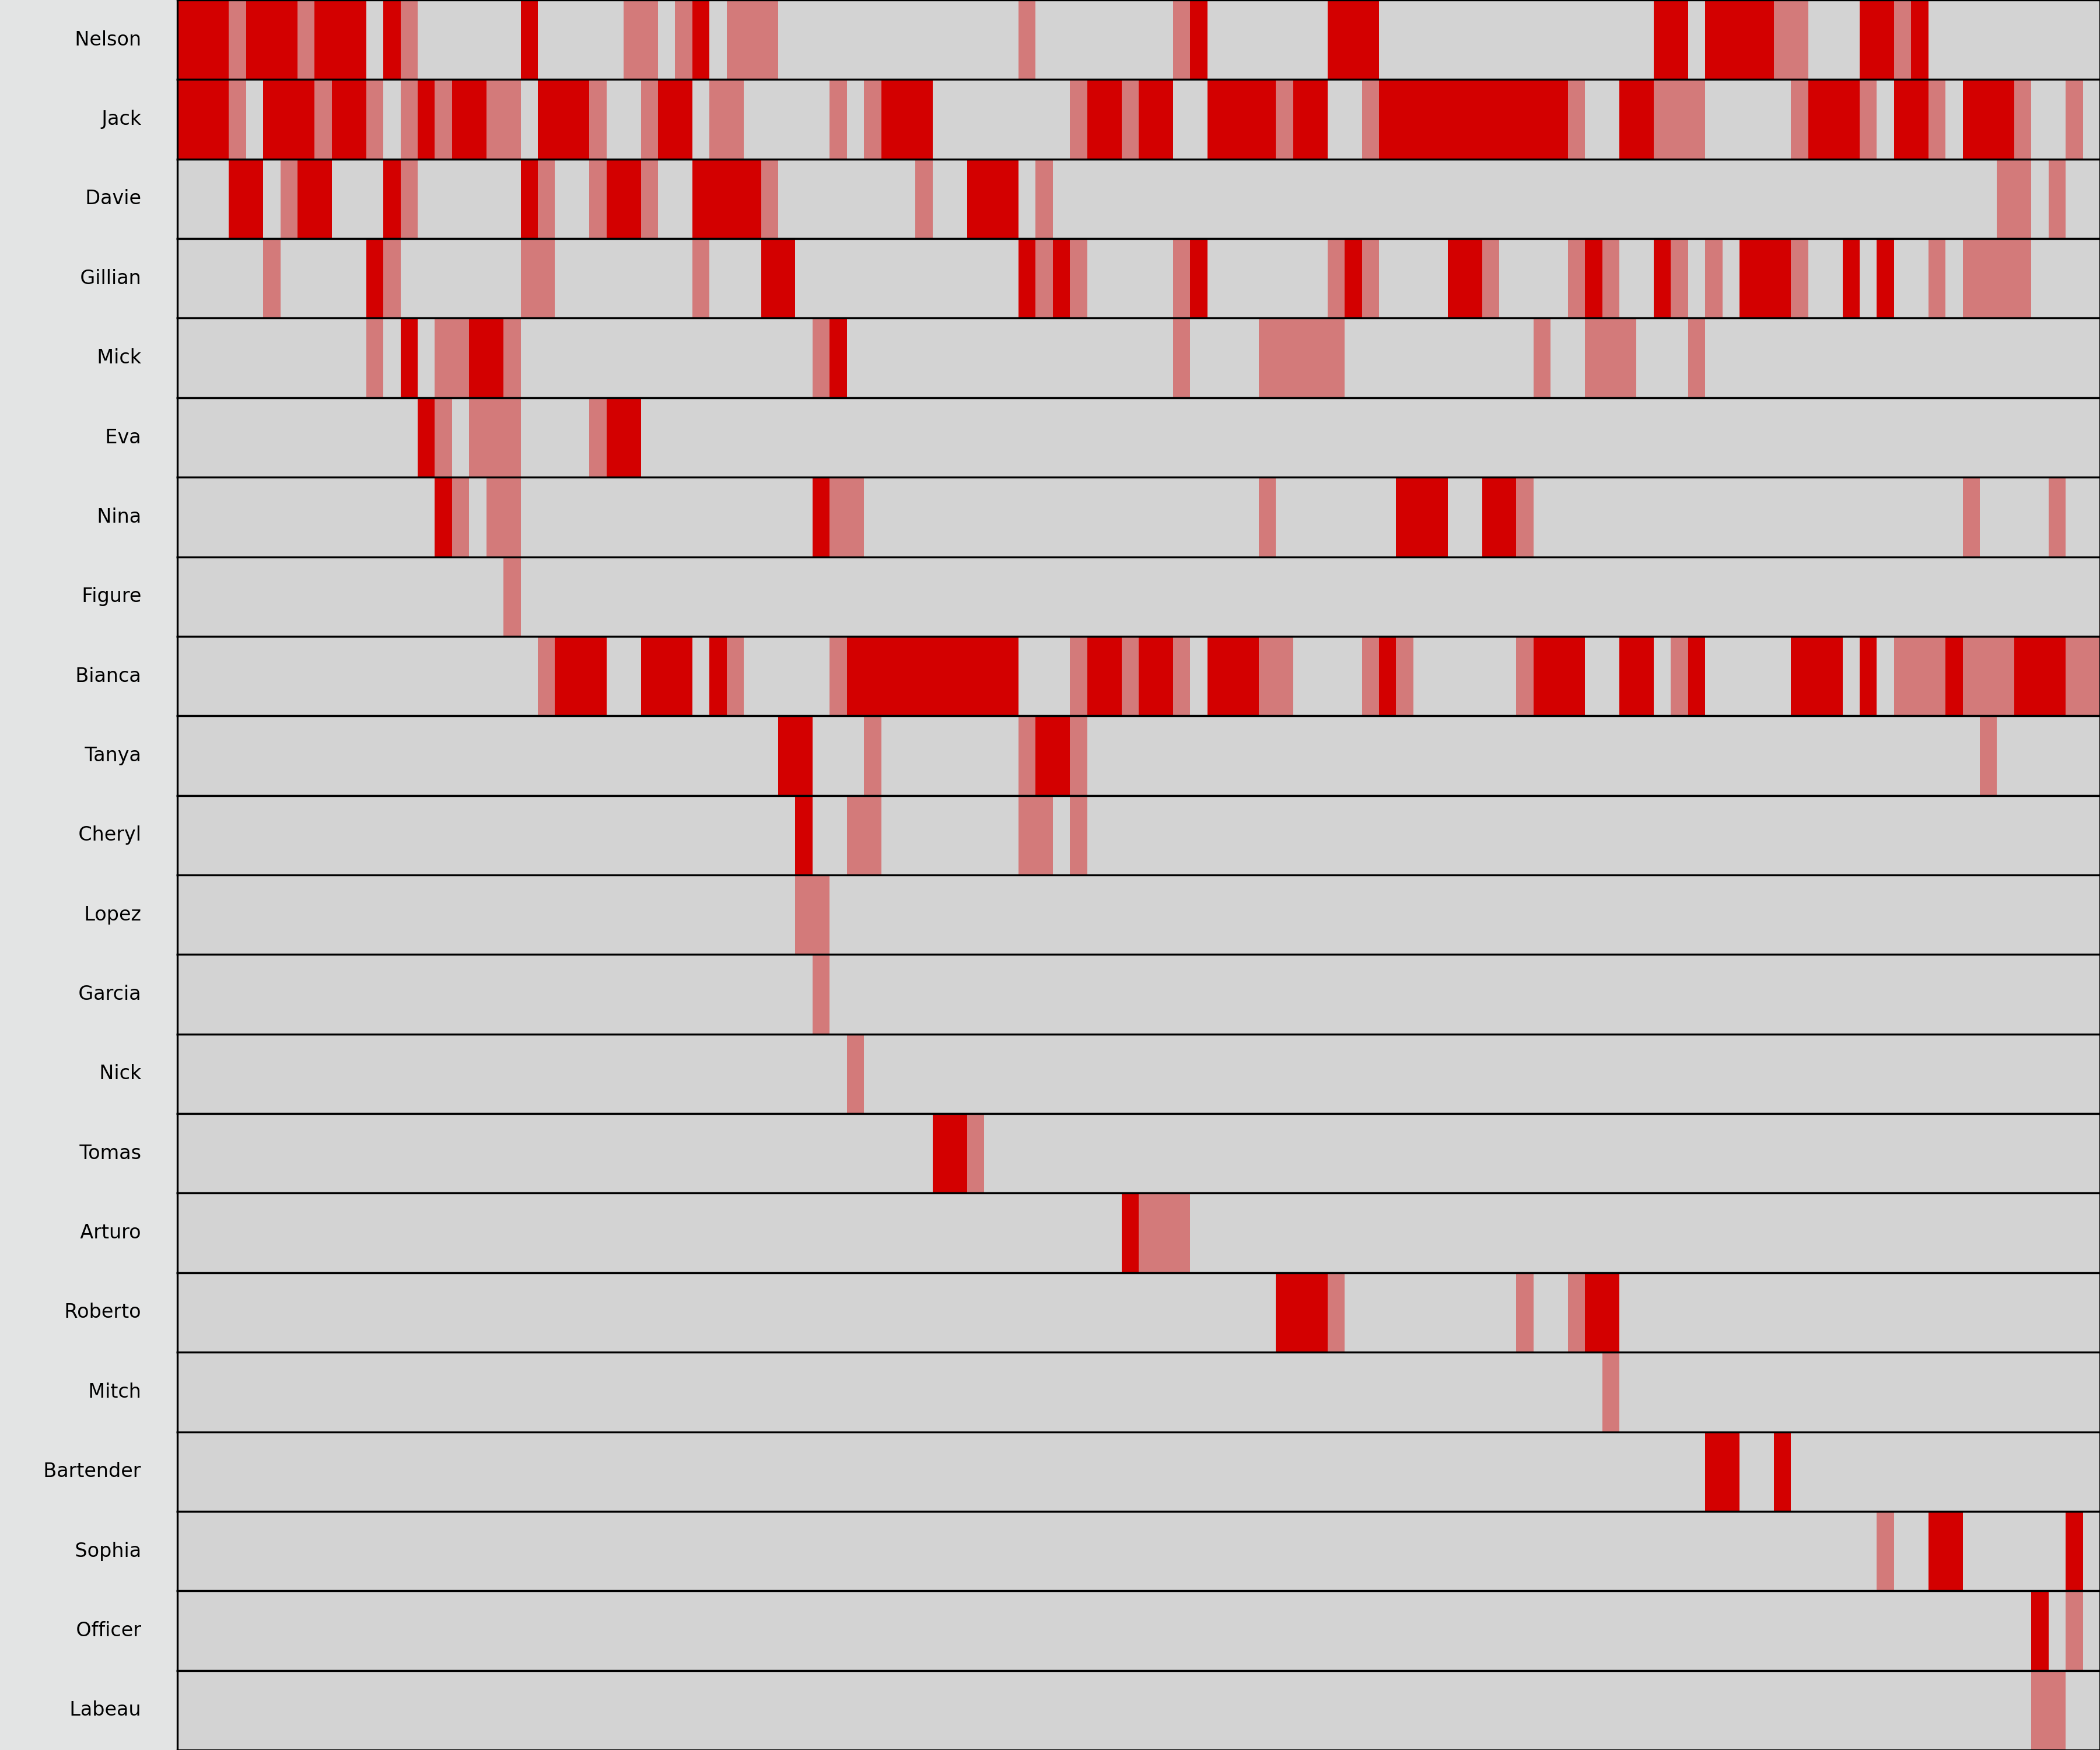 Nelson
Jack
Davie
Gillian
Mick
Eva
Nina
Figure
Bianca
Tanya
Cheryl
Lopez
Garcia
Nick
Tomas
Arturo
Roberto
Mitch
Bartender
Sophia
Officer
Labeau